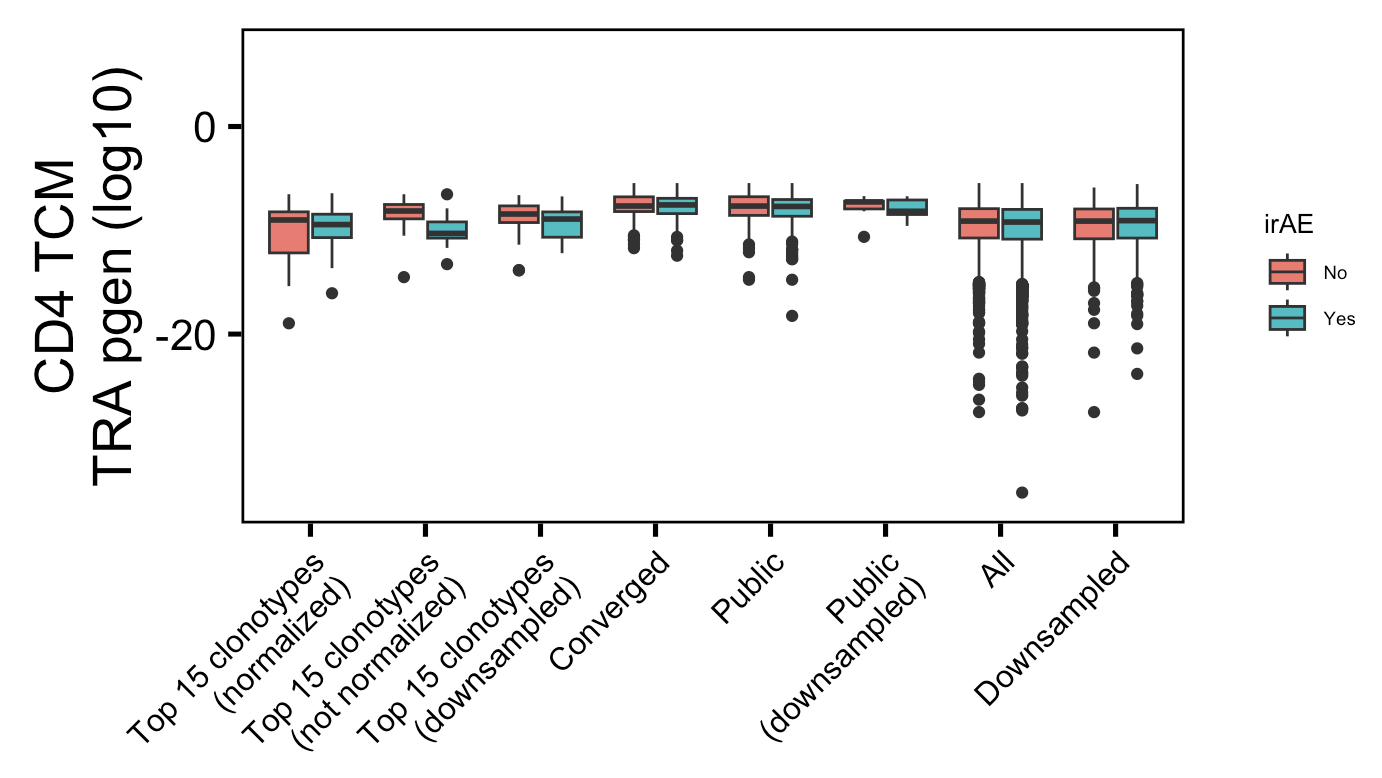 CD4 TCM
TRA pgen (log10)
0
-20
Top 15 clonotypes
(normalized)
Top 15 clonotypes
(not normalized)
Top 15 clonotypes
(downsampled)
Converged
Public
Public
(downsampled)
All
Downsampled
irAE
No
Yes